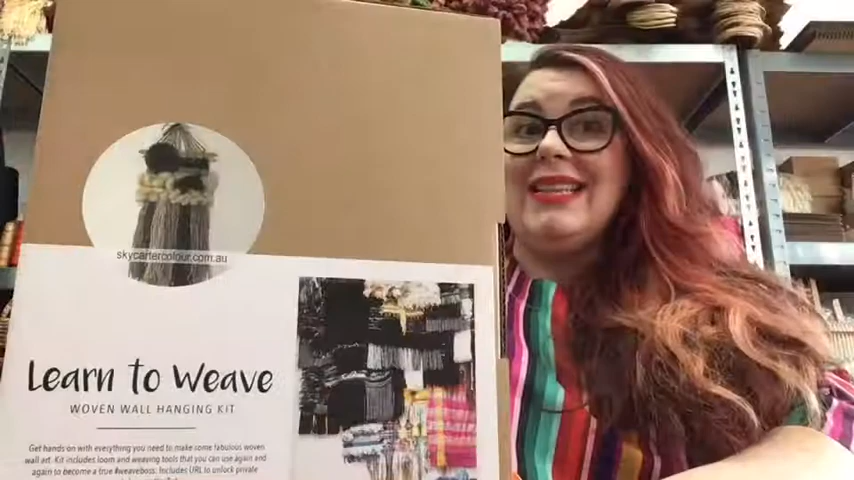 skycartercolour.com.au
Learn to Weave
WOVEN WALL HANGING KIT
Get hands on with everything you need to make some fabulous woven
art. Kit includes loom and weaving tools that you can use again and
again to become a true #weaveboss. Includes URL to unlock private